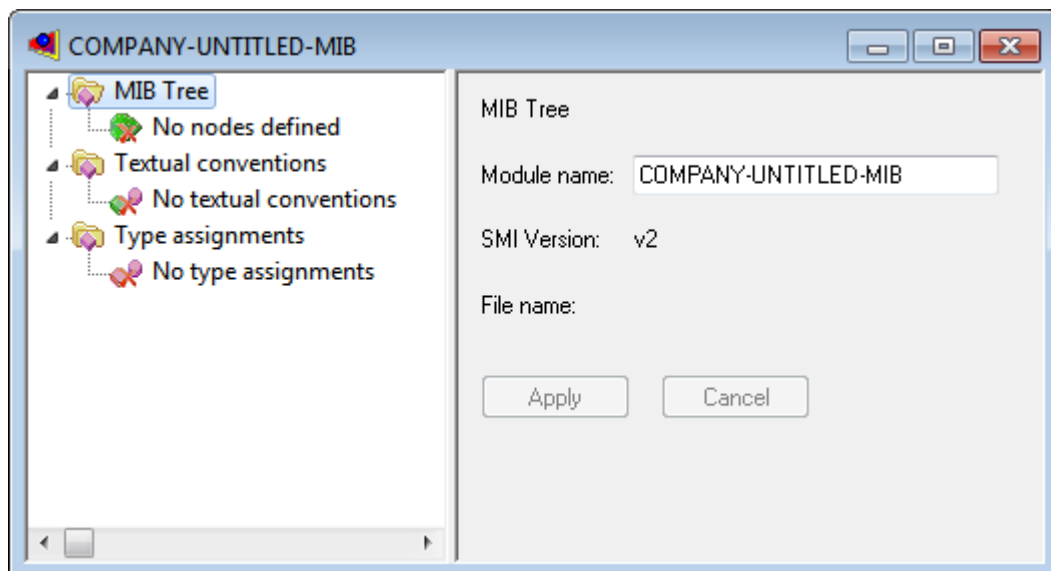 COMPANY-UNTITLED-MIB
MIB Tree
No nodes defined
Textual conventions
No textual conventions
Type assignments
No type assignments
MIB Tree
Module name: COMPANY-UNTITLED-MIB
SMI Version: v2
File name:
Apply Cancel